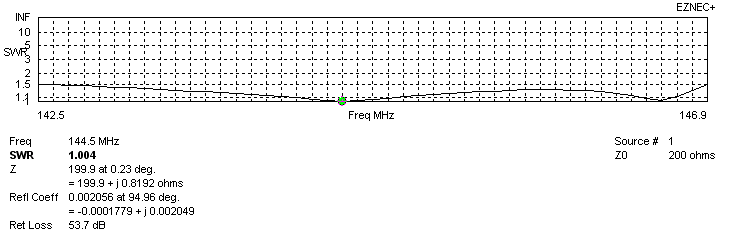 EZNEC+
INF
10
5
SWR
3
2
1.5
1.1
142.5 Freq MHz 146.9
Freq 144.5 MHz Source # 1
SWR 1.004 Z0 200 ohms
Z 199.9 at 0.23 deg.
= 199.9 + j 0.8192 ohms
Refl Coeff 0.002056 at 94.96 deg.
= -0.0001779 + j 0.002049
Ret Loss 53.7 dB